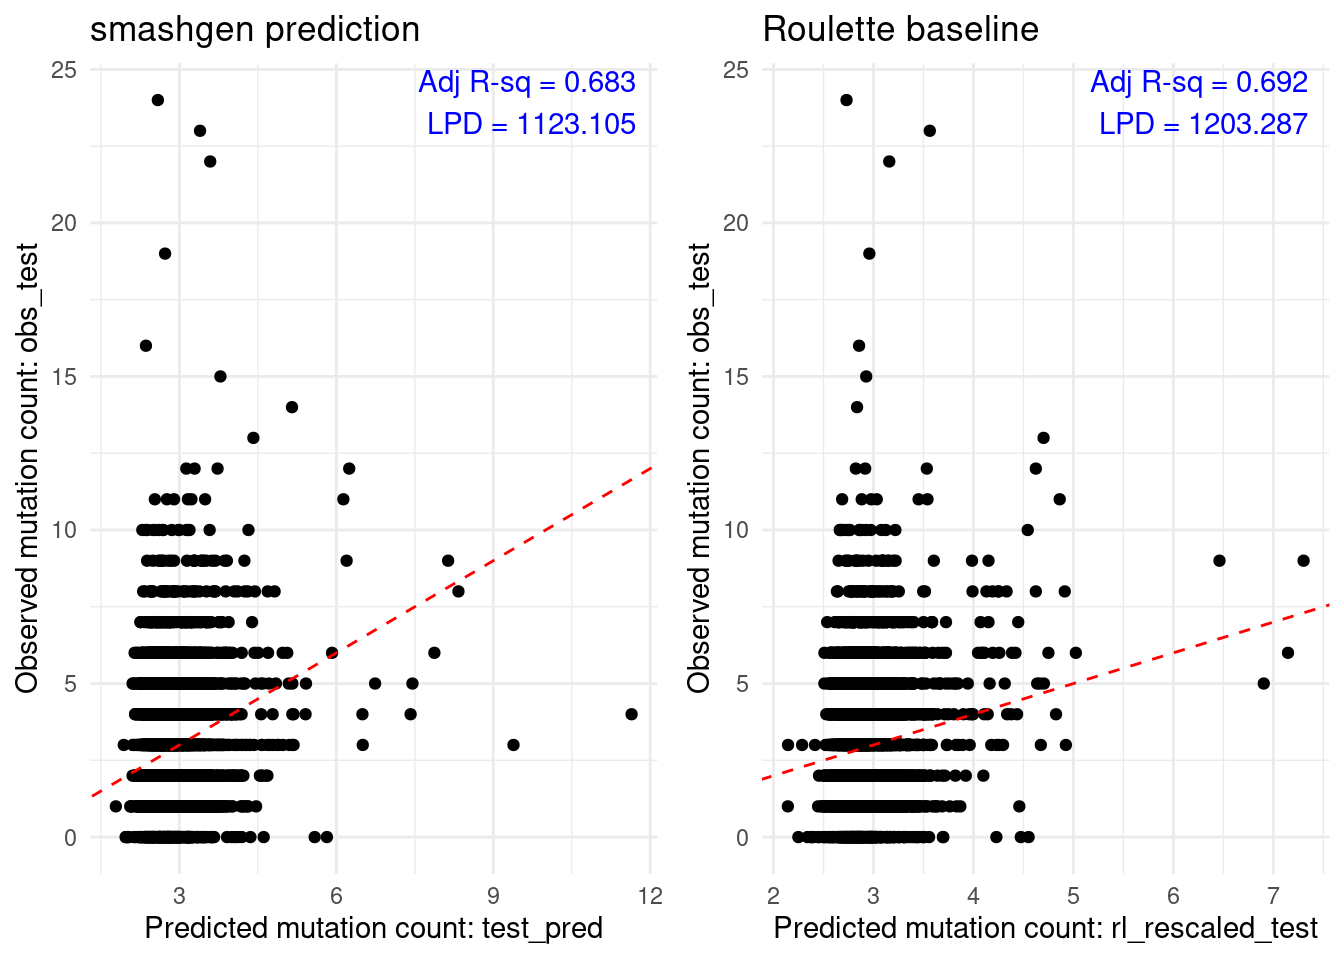 smashgen prediction
Adj R-sq = 0.683
LPD = 1123.105
25
20
15
10
5
0
Observed mutation count: obs_test
3
6
9
12
Predicted mutation count: test_pred
Roulette baseline
Adj R-sq = 0.692
LPD = 1203.287
25
20
15
10
5
0
Observed mutation count: obs_test
2
3
4
5
6
7
Predicted mutation count: rl_rescaled_test